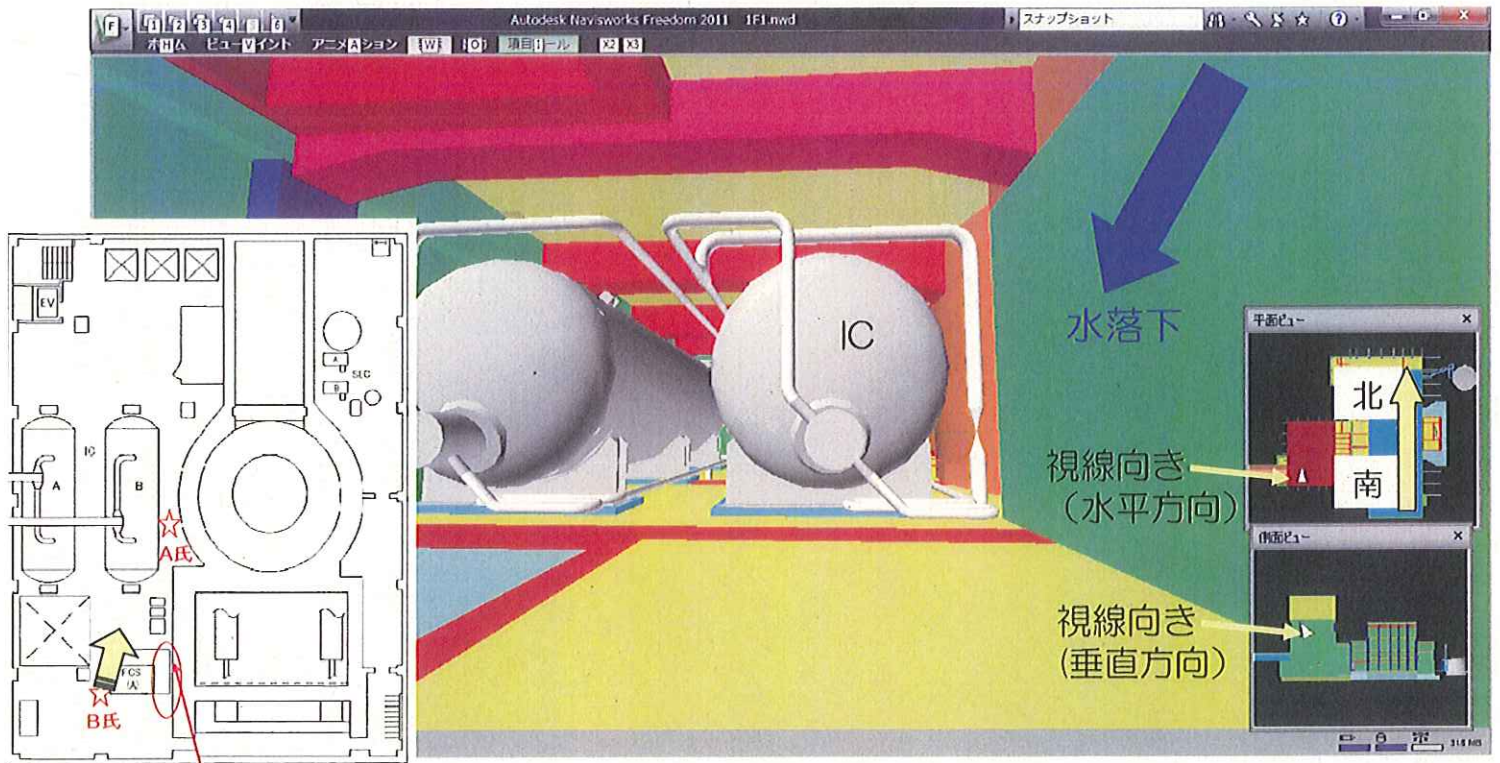 Autodesk Navisworks Freedom 2011 1F1.nwd
スナップショット
IC
水落下
平面ビュー
北
南
視線向き
(水平方向)
側面ビュー
視線向き
(垂直方向)
EV
A
B
IC
A
B
A氏
FCS
(A)
B氏